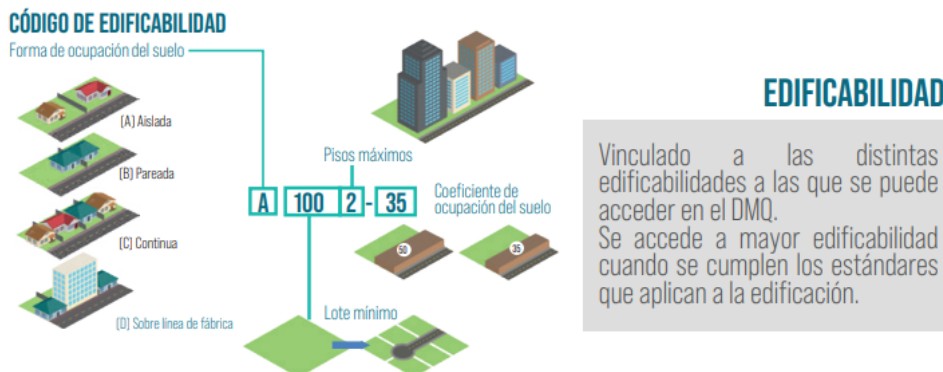 CÓDIGO DE EDIFICABILIDAD
Forma de ocupación del suelo
(A) Aislada
(B) Pareada
(C) Continua
(D) Sobre línea de fábrica
Pisos máximos
A 100 2 - 35
Coeficiente de
ocupación del suelo
50
35
Lote mínimo
EDIFICABILIDAD
Vinculado a las distintas
edificabilidades a las que se puede
acceder en el DMQ.
Se accede a mayor edificabilidad
cuando se cumplen los estándares
que aplican a la edificación.